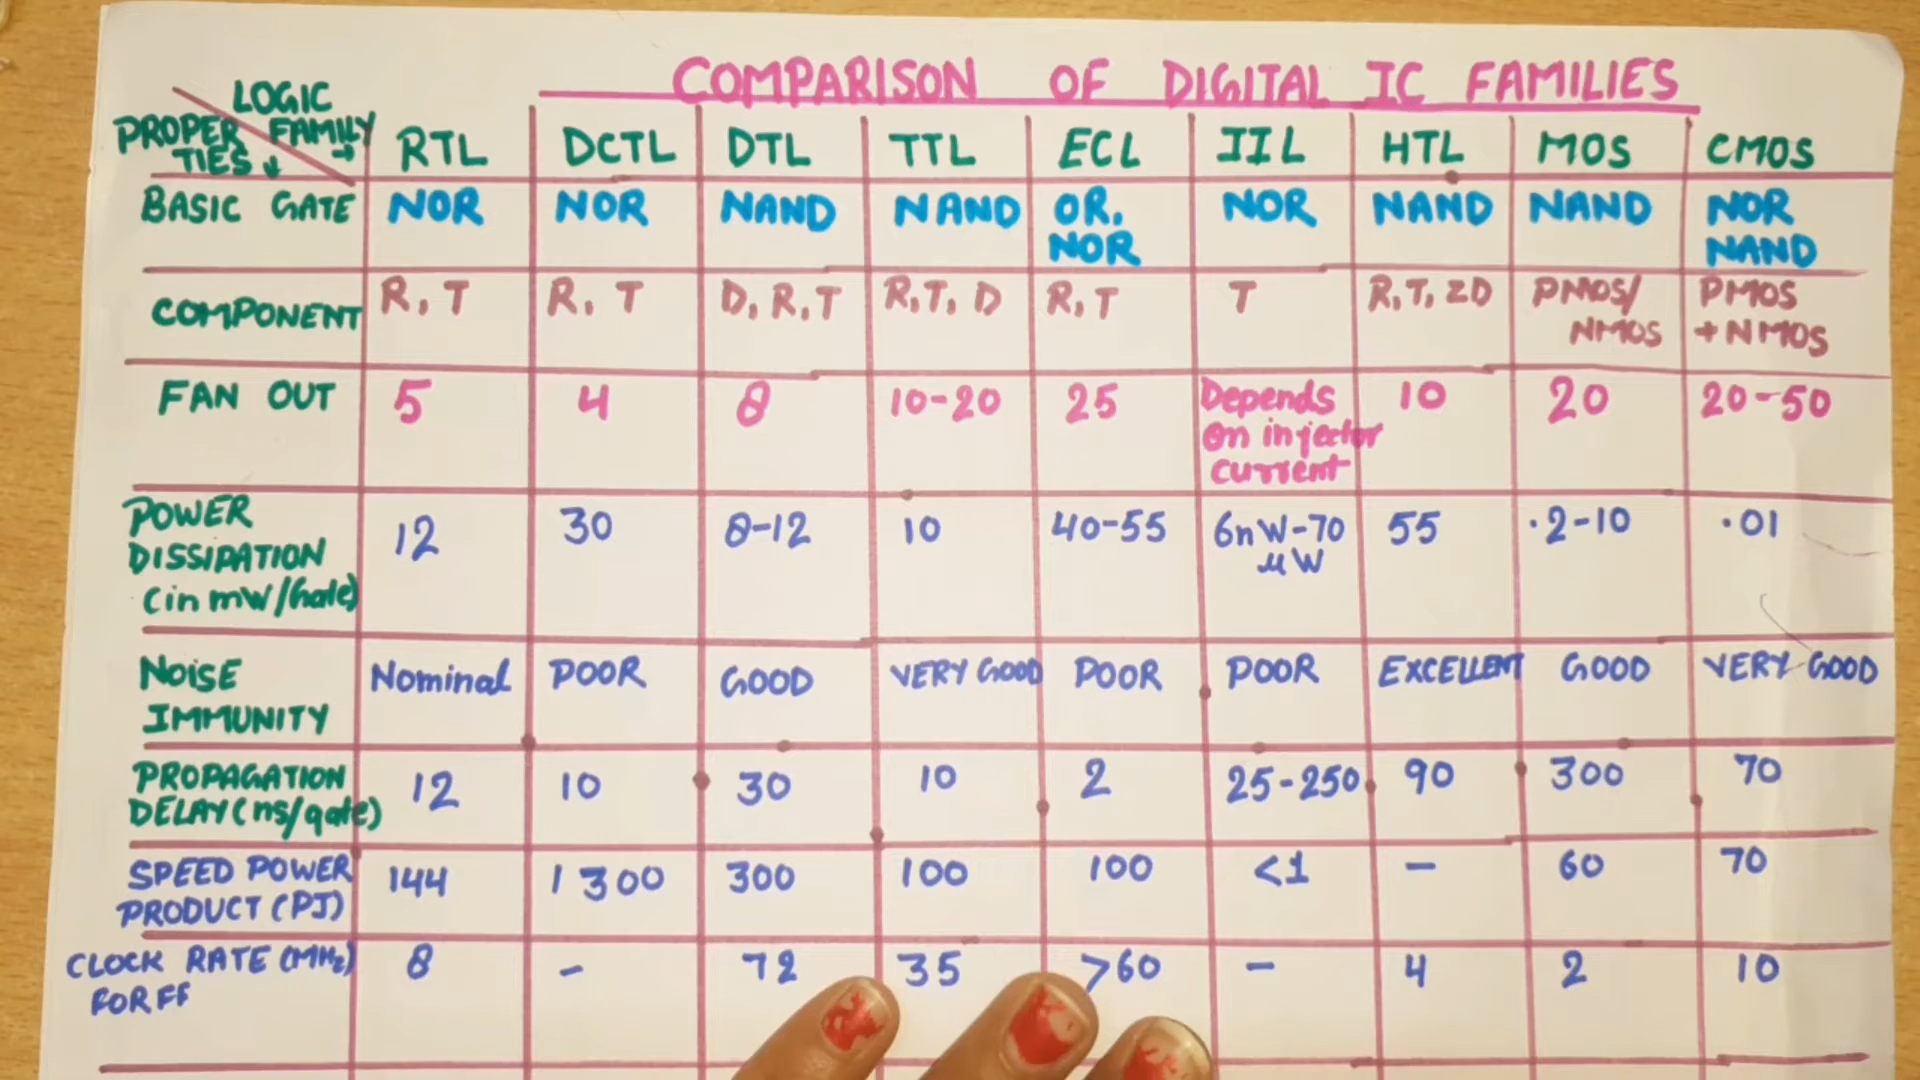 COMPARISON OF DIGITAL IC FAMILIES
LOGIC FAMILY →
PROPERTIES ↓
RTL DCTL DTL TTL ECL IIL HTL MOS CMOS
BASIC GATE NOR NOR NAND NAND OR, NOR NOR NAND NAND NOR NAND
COMPONENT R, T R, T D, R, T R, T, D R, T T R, T, ZD PMOS/ NMOS PMOS + NMOS
FAN OUT 5 4 8 10-20 25 Depends on injector current 10 20 20-50
POWER DISSIPATION (in mW/Gate) 12 30 8-12 10 40-55 6nW-70 μW 55 .2-10 .01
NOISE IMMUNITY Nominal POOR GOOD VERY GOOD POOR POOR EXCELLENT GOOD VERY GOOD
PROPAGATION DELAY (ns/gate) 12 10 30 10 2 25-250 90 300 70
SPEED POWER PRODUCT (PJ) 144 1300 300 100 100 <1 - 60 70
CLOCK RATE (MHz) FOR FF 8 - 72 35 >60 - 4 2 10